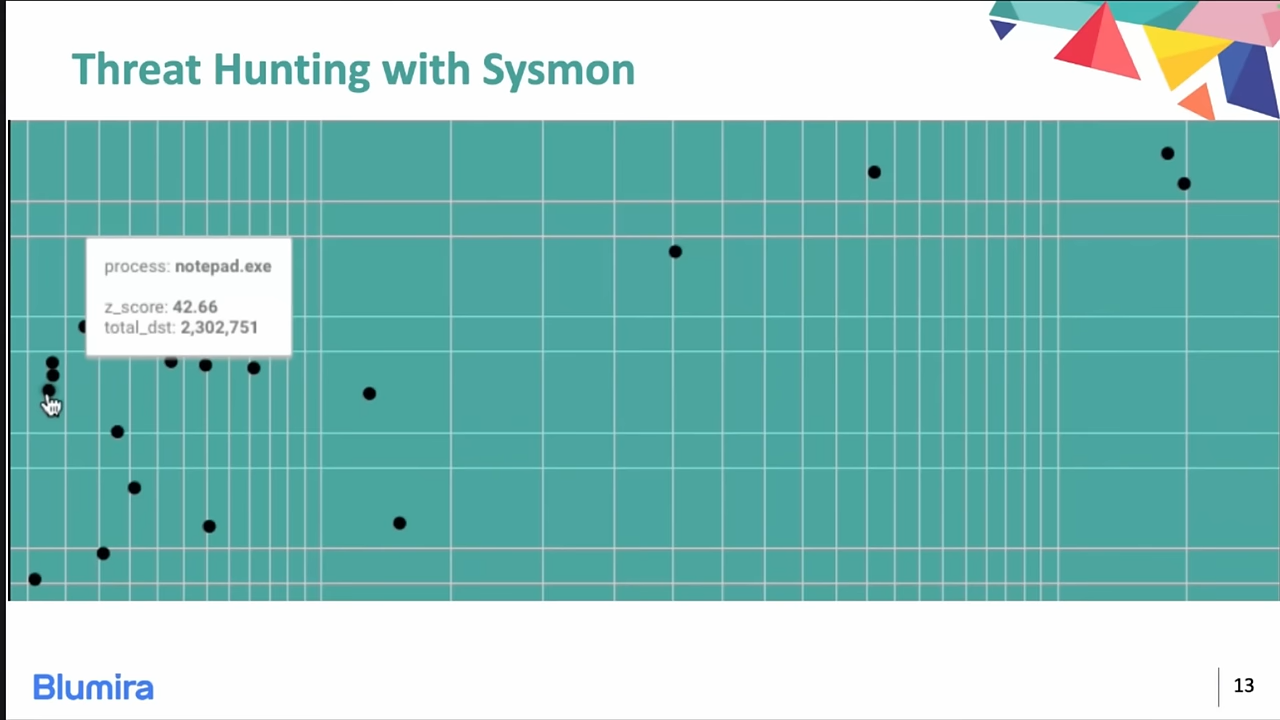 Threat Hunting with Sysmon
process: notepad.exe
z_score: 42.66
total_dst: 2,302,751
Blumira
13